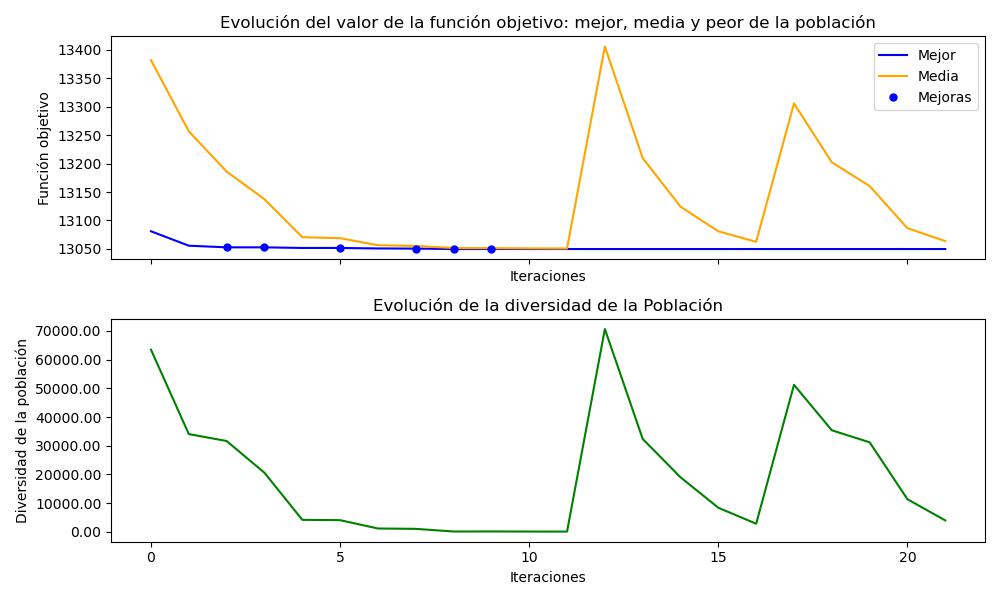 Evolución del valor de la función objetivo: mejor, media y peor de la población
13400
13350
13300
13250
13200
13150
13100
13050
Función objetivo
Mejor
Media
Mejoras
Iteraciones
Evolución de la diversidad de la Población
70000.00
60000.00
50000.00
40000.00
30000.00
20000.00
10000.00
0.00
Diversidad de la población
0 5 10 15 20
Iteraciones